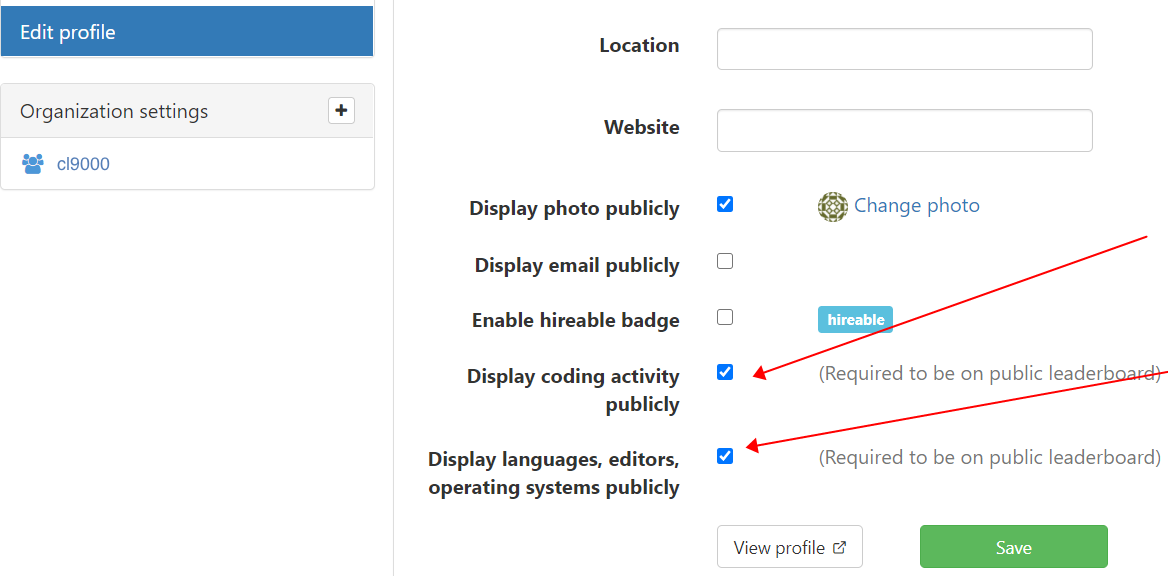 Edit profile
Organization settings
cl9000
Location
Website
Display photo publicly
Change photo
Display email publicly
Enable hireable badge
hireable
Display coding activity
publicly
(Required to be on public leaderboard)
Display languages, editors,
operating systems publicly
(Required to be on public leaderboard)
View profile
Save